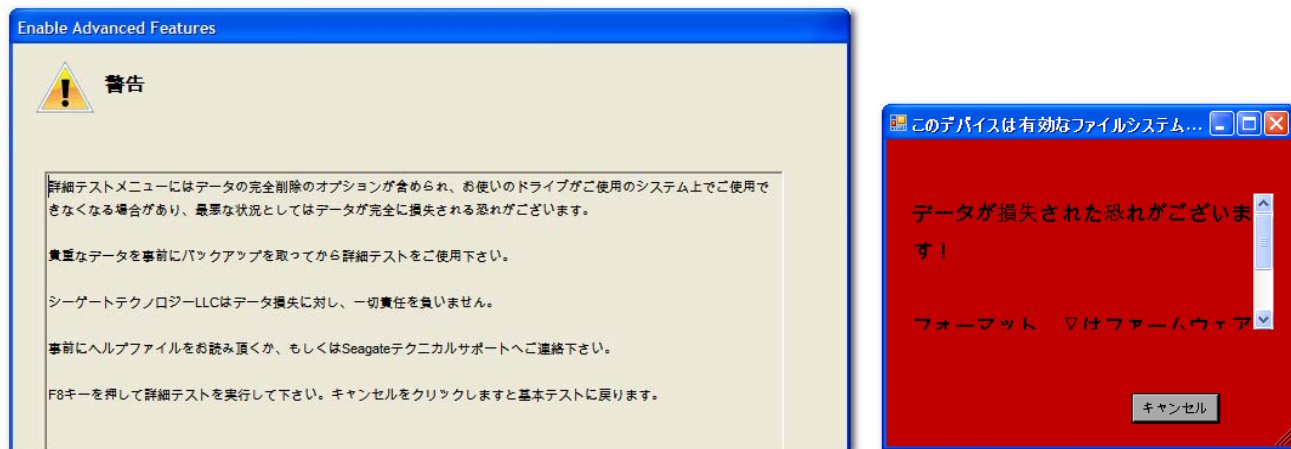 Enable Advanced Features
警告
詳細テストメニューにはデータの完全削除のオプションが含められ、お使いのドライブがご使用のシステム上でご使用で
きなくなる場合があり、最悪な状況としてはデータが完全に損失される恐れがございます。
貴重なデータを事前にバックアップを取ってから詳細テストをご使用下さい。
シーゲートテクノロジーLLCはデータ損失に対し、一切責任を負いません。
事前にヘルプファイルをお読み頂くか、もしくはSeagateテクニカルサポートへご連絡下さい。
F8キーを押して詳細テストを実行して下さい。キャンセルをクリックしますと基本テストに戻ります。
このデバイスは有効なファイルシステム...
データが損失された恐れがございま
す！
フォーマット、又はファームウェア
キャンセル